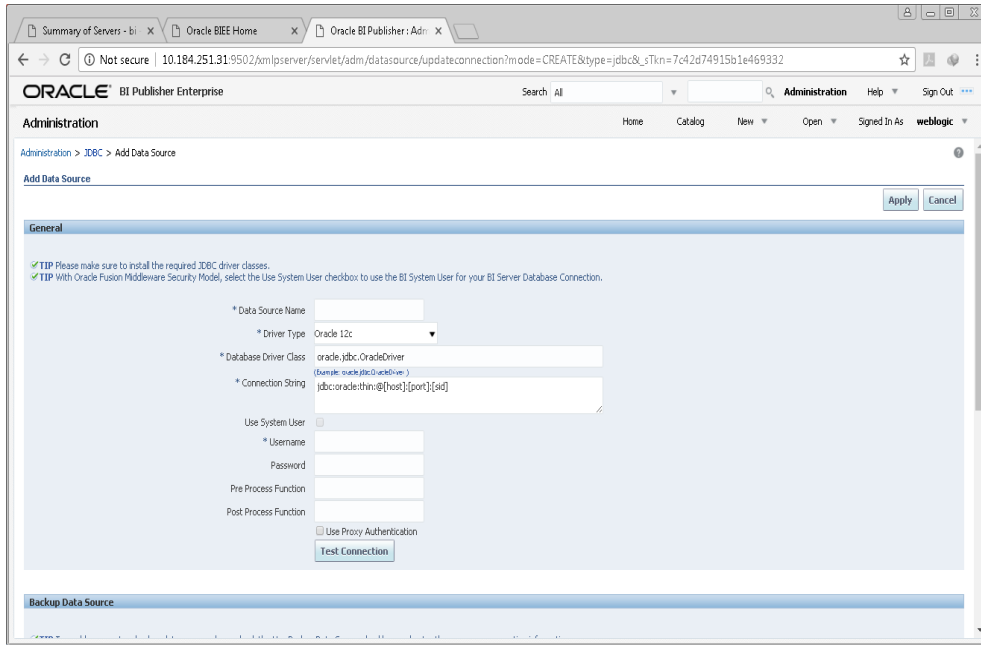 Summary of Servers - bi
Oracle BIEE Home
Oracle BI Publisher : Adm
Not secure | 10.184.251.31:9502/xmlpserver/servlet/adm/datasource/updateconnection?mode=CREATE&type=jdbc&_sTkn=7c42d74915b1e469332
ORACLE BI Publisher Enterprise
Search All
Administration
Help
Sign Out
Administration
Home
Catalog
New
Open
Signed In As weblogic
Administration > JDBC > Add Data Source
Add Data Source
Apply
Cancel
General
TIP Please make sure to install the required JDBC driver classes.
TIP With Oracle Fusion Middleware Security Model, select the Use System User checkbox to use the BI System User for your BI Server Database Connection.
* Data Source Name
* Driver Type Oracle 12c
* Database Driver Class oracle.jdbc.OracleDriver
(Example: oracle.jdbc.OracleDriver )
* Connection String jdbc:oracle:thin:@[host]:[port]:[sid]
Use System User
* Username
Password
Pre Process Function
Post Process Function
Use Proxy Authentication
Test Connection
Backup Data Source